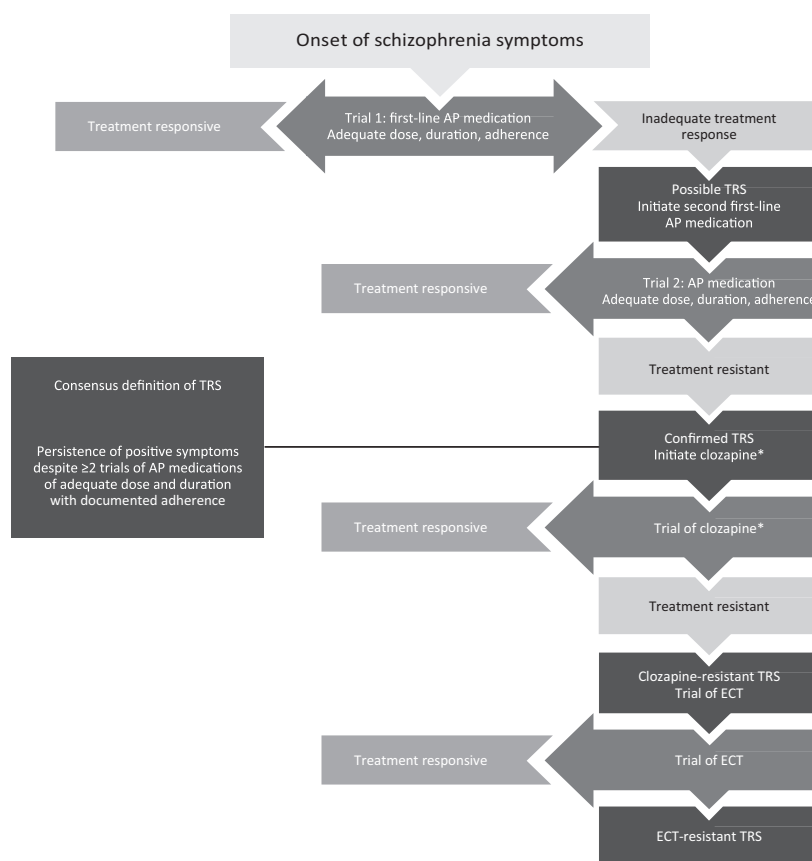 Onset of schizophrenia symptoms
Treatment responsive
Trial 1: first-line AP medication
Adequate dose, duration, adherence
Inadequate treatment
response
Possible TRS
Initiate second first-line
AP medication
Treatment responsive
Trial 2: AP medication
Adequate dose, duration, adherence
Treatment resistant
Consensus definition of TRS
Persistence of positive symptoms
despite ≥2 trials of AP medications
of adequate dose and duration
with documented adherence
Confirmed TRS
Initiate clozapine*
Treatment responsive
Trial of clozapine*
Treatment resistant
Clozapine-resistant TRS
Trial of ECT
Treatment responsive
Trial of ECT
ECT-resistant TRS